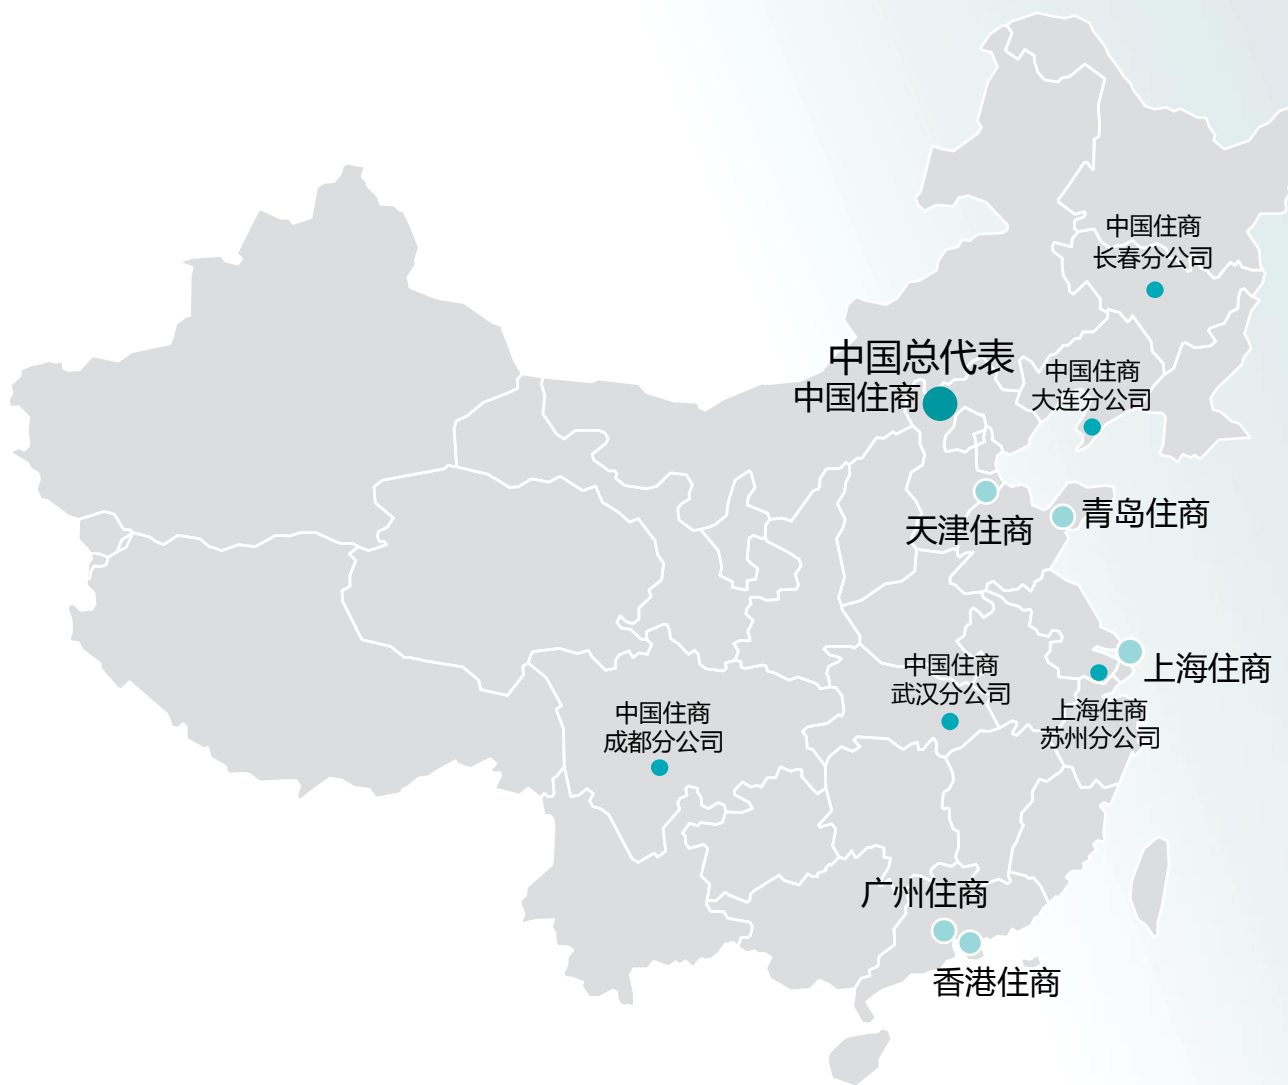 中国住商
长春分公司
中国总代表
中国住商
中国住商
大连分公司
青岛住商
天津住商
中国住商
武汉分公司
上海住商
上海住商
苏州分公司
中国住商
成都分公司
广州住商
香港住商